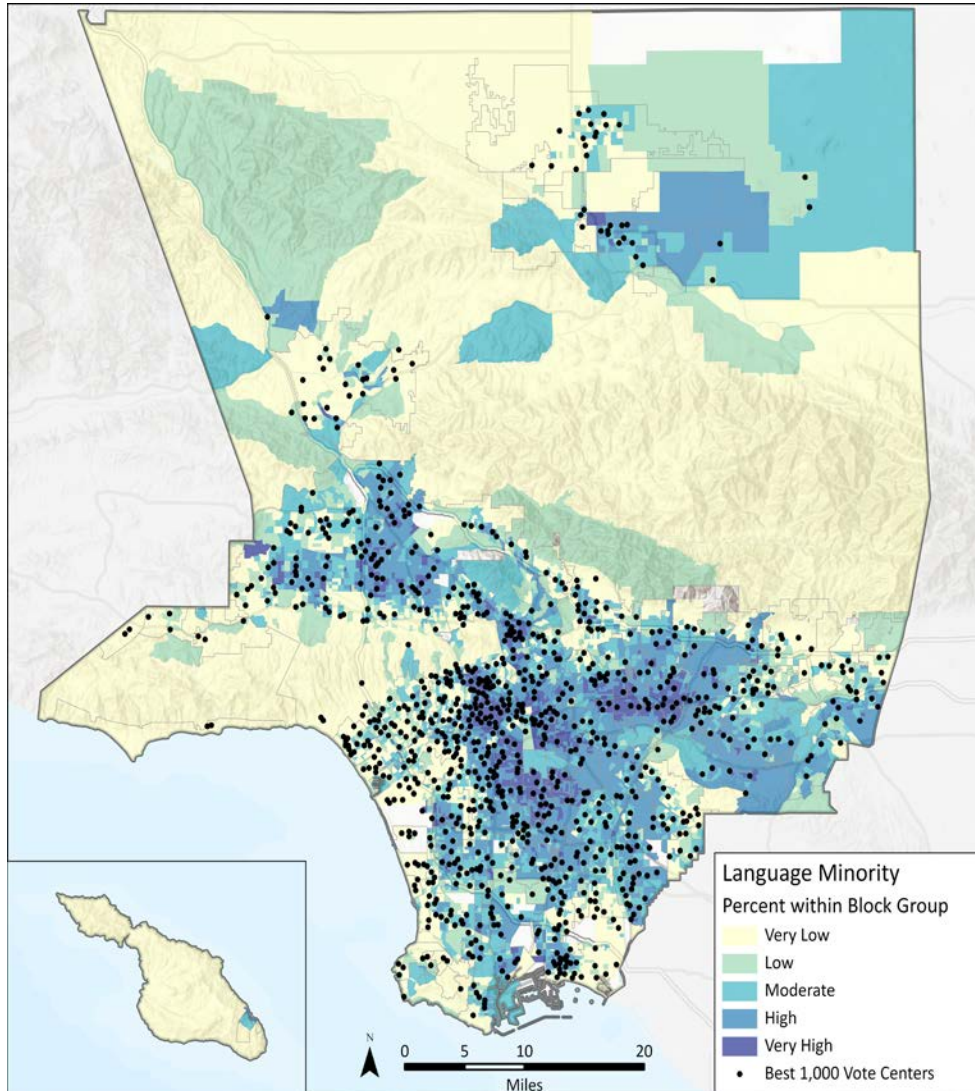 Language Minority
Percent within Block Group
Very Low
Low
Moderate
High
Very High
Best 1,000 Vote Centers
N
0 5 10 20
Miles